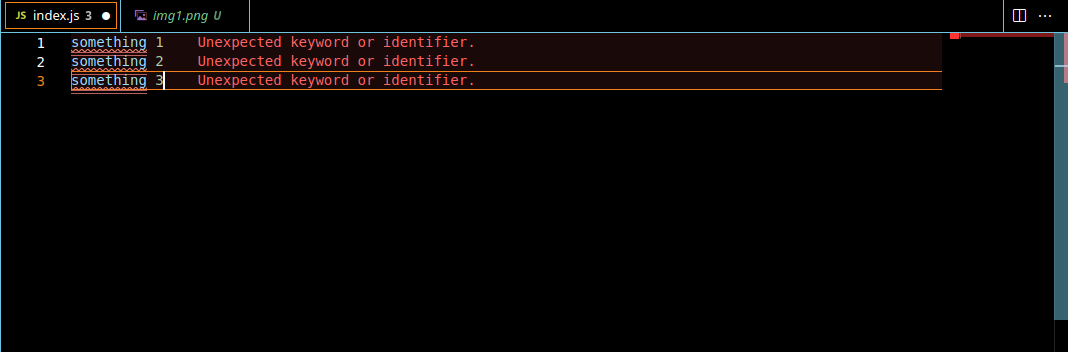 JS index.js 3 img1.png U
1 something 1 Unexpected keyword or identifier.
2 something 2 Unexpected keyword or identifier.
3 something 3 Unexpected keyword or identifier.